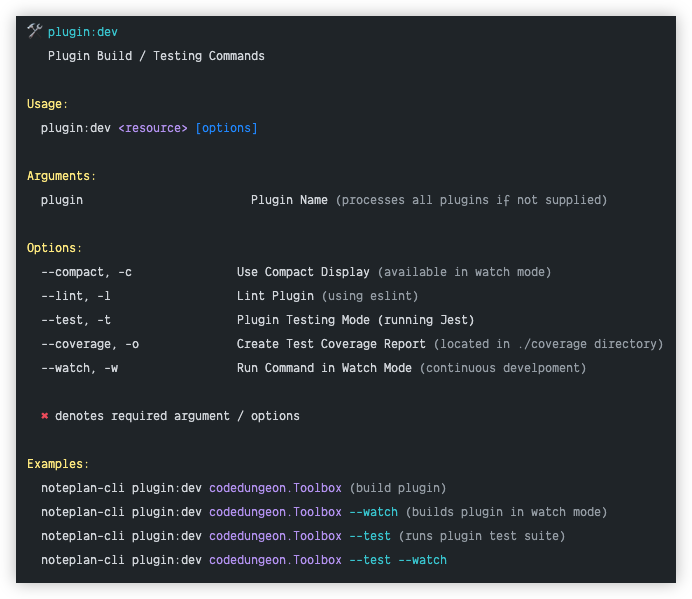 plugin:dev
Plugin Build / Testing Commands
Usage:
plugin:dev <resource> [options]
Arguments:
plugin Plugin Name (processes all plugins if not supplied)
Options:
--compact, -c Use Compact Display (available in watch mode)
--lint, -l Lint Plugin (using eslint)
--test, -t Plugin Testing Mode (running Jest)
--coverage, -o Create Test Coverage Report (located in ./coverage directory)
--watch, -w Run Command in Watch Mode (continuous develpoment)
✖ denotes required argument / options
Examples:
noteplan-cli plugin:dev codedungeon.Toolbox (build plugin)
noteplan-cli plugin:dev codedungeon.Toolbox --watch (builds plugin in watch mode)
noteplan-cli plugin:dev codedungeon.Toolbox --test (runs plugin test suite)
noteplan-cli plugin:dev codedungeon.Toolbox --test --watch